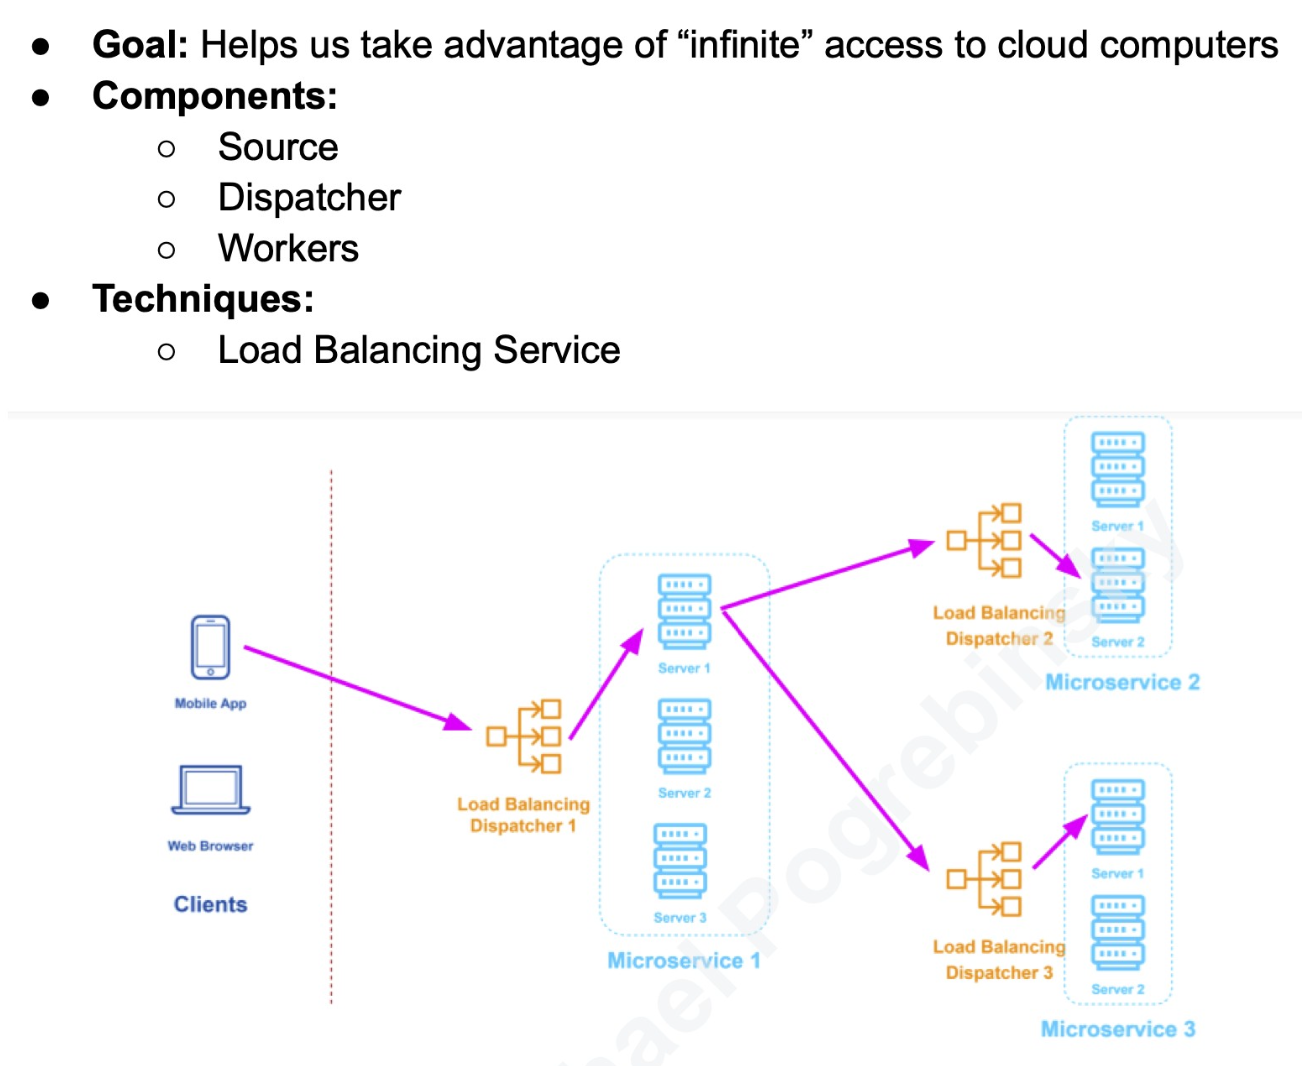 ● Goal: Helps us take advantage of “infinite” access to cloud computers
● Components:
○ Source
○ Dispatcher
○ Workers
● Techniques:
○ Load Balancing Service
Server 1
Server 2
Load Balancing
Dispatcher 2
Microservice 2
Mobile App
Web Browser
Clients
Load Balancing
Dispatcher 1
Server 1
Server 2
Server 3
Microservice 1
Server 1
Server 2
Load Balancing
Dispatcher 3
Microservice 3
hael Pogrebinsky